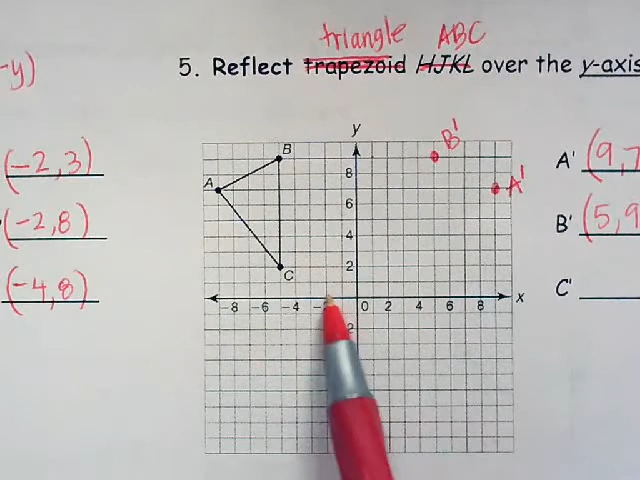 triangle ABC
-y)
5. Reflect trapezoid HJKL over the y-axis
(-2,3)
(-2,8)
(-4,8)
y
B'
B
A
A'
C
8
6
4
2
-8 -6 -4 0 2 4 6 8 x
2
A' (9,7
B' (5,9
C'